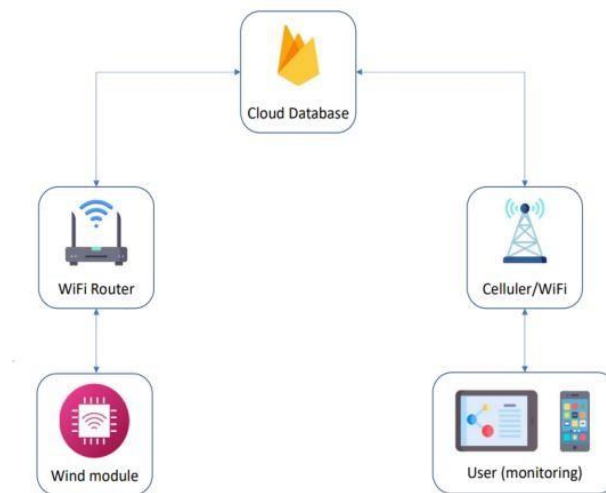 Cloud Database
WiFi Router
Celluler/WiFi
Wind module
User (monitoring)